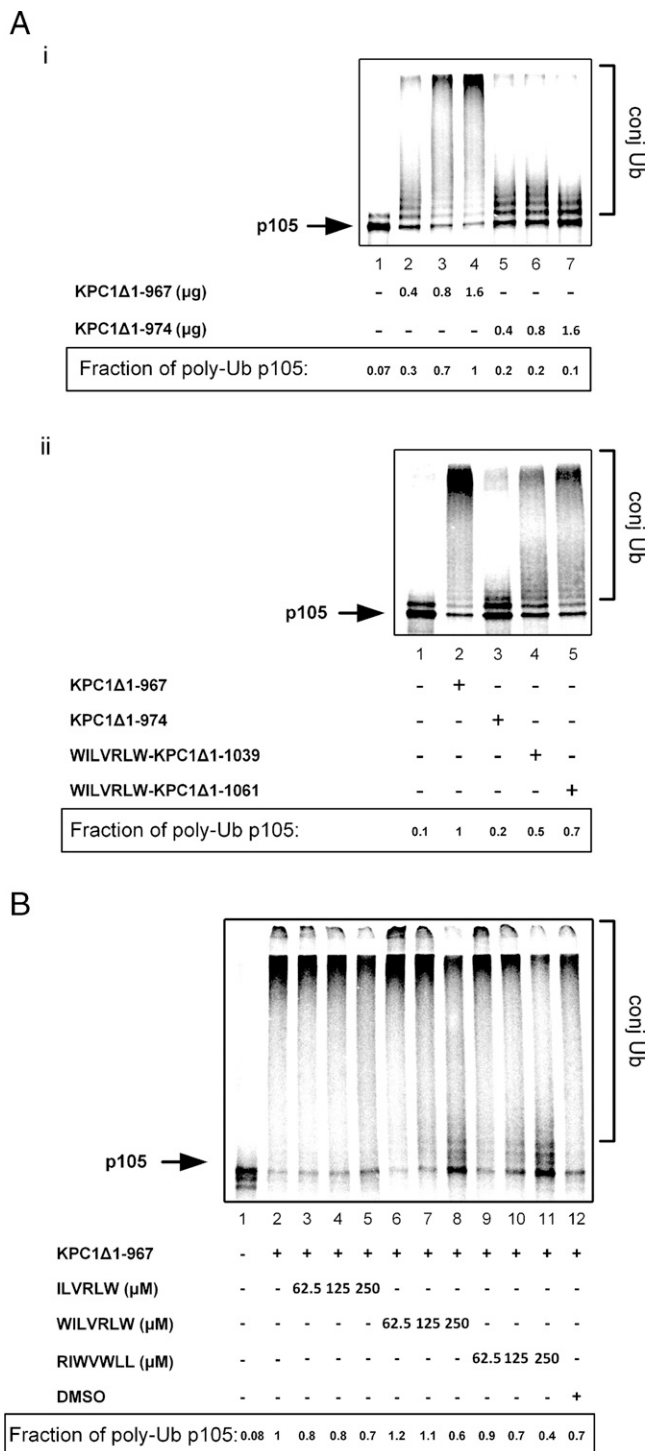 A
i
conj Ub
p105
1 2 3 4 5 6 7
KPC1Δ1-967 (µg) - 0.4 0.8 1.6 - - -
KPC1Δ1-974 (µg) - - - - 0.4 0.8 1.6
Fraction of poly-Ub p105: 0.07 0.3 0.7 1 0.2 0.2 0.1
ii
conj Ub
p105
1 2 3 4 5
KPC1Δ1-967 - + - - -
KPC1Δ1-974 - - + - -
WILVRLW-KPC1Δ1-1039 - - - + -
WILVRLW-KPC1Δ1-1061 - - - - +
Fraction of poly-Ub p105: 0.1 1 0.2 0.5 0.7
B
conj Ub
p105
1 2 3 4 5 6 7 8 9 10 11 12
KPC1Δ1-967 - + + + + + + + + + + +
ILVRLW (µM) - - 62.5 125 250 - - - - - - -
WILVRLW (µM) - - - - - 62.5 125 250 - - - -
RIWVWLL (µM) - - - - - - - - 62.5 125 250 -
DMSO - - - - - - - - - - - +
Fraction of poly-Ub p105: 0.08 1 0.8 0.8 0.7 1.2 1.1 0.6 0.9 0.7 0.4 0.7